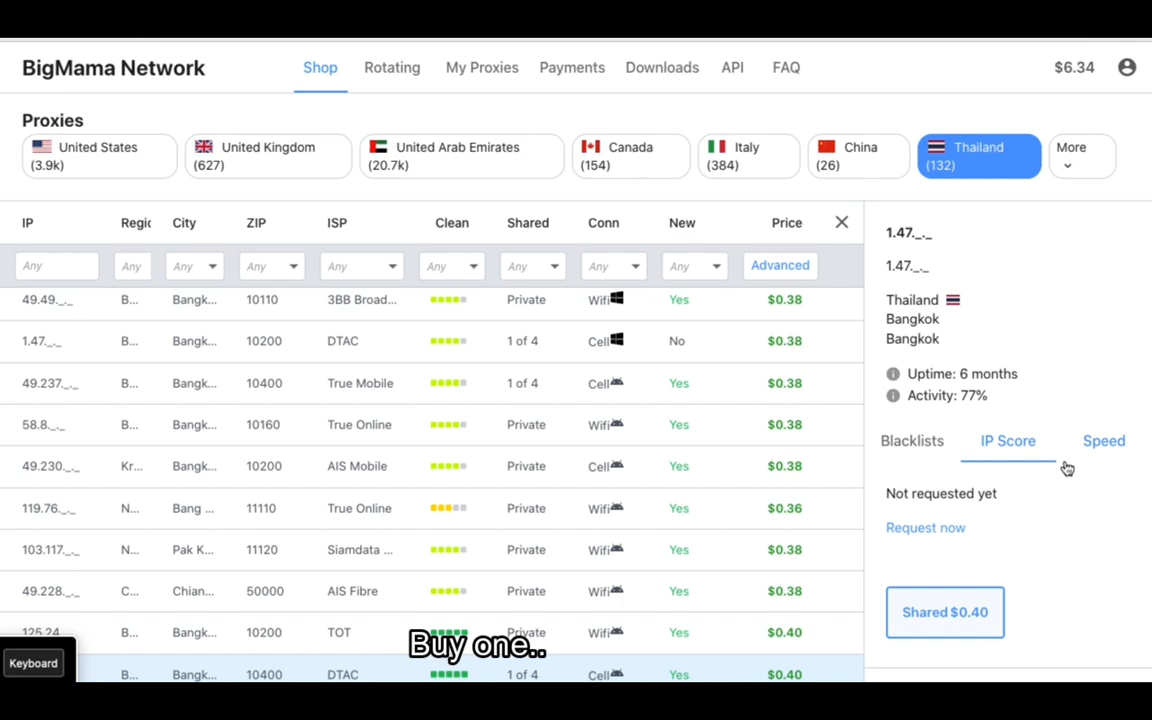 BigMama Network Shop Rotating My Proxies Payments Downloads API FAQ $6.34
Proxies
United States (3.9k)
United Kingdom (627)
United Arab Emirates (20.7k)
Canada (154)
Italy (384)
China (26)
Thailand (132)
More
IP Regic City ZIP ISP Clean Shared Conn New Price
Any Any Any Any Any Any Any Any Any Advanced
49.49._._ B... Bangk... 10110 3BB Broad... Private Wifi Yes $0.38
1.47._._ B... Bangk... 10200 DTAC 1 of 4 Cell No $0.38
49.237._._ B... Bangk... 10400 True Mobile 1 of 4 Cell Yes $0.38
58.8._._ B... Bangk... 10160 True Online Private Wifi Yes $0.38
49.230._._ Kr... Bangk... 10200 AIS Mobile Private Cell Yes $0.38
119.76._._ N... Bang ... 11110 True Online Private Wifi Yes $0.36
103.117._._ N... Pak K... 11120 Siamdata ... Private Wifi Yes $0.38
49.228._._ C... Chian... 50000 AIS Fibre Private Wifi Yes $0.38
125.24 B... Bangk... 10200 TOT Private Wifi Yes $0.40
B... Bangk... 10400 DTAC 1 of 4 Cell Yes $0.40
1.47._._
1.47._._
Thailand
Bangkok
Bangkok
Uptime: 6 months
Activity: 77%
Blacklists IP Score Speed
Not requested yet
Request now
Shared $0.40
Buy one..
Keyboard